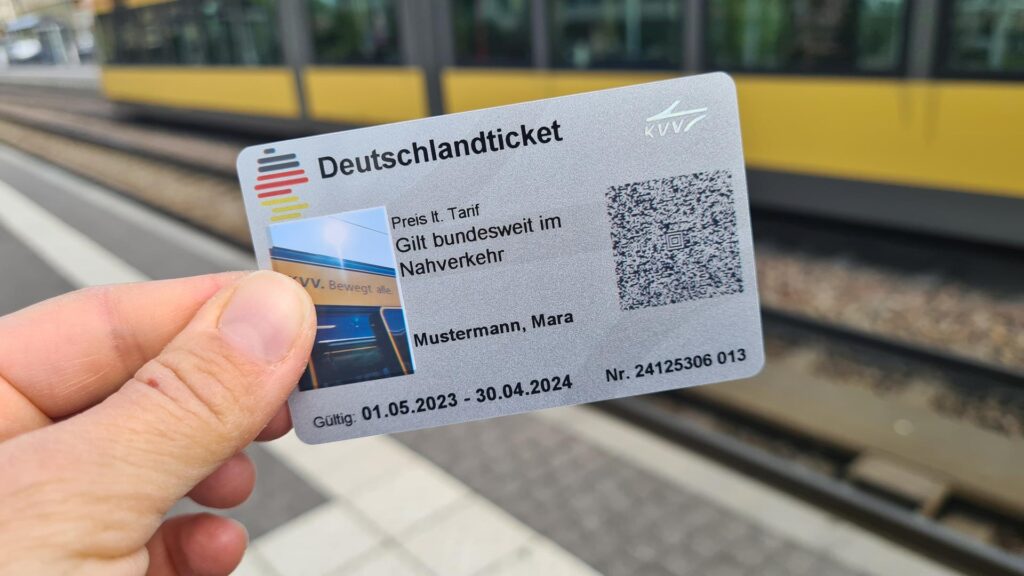 Deutschlandticket
KVV
Preis lt. Tarif
Gilt bundesweit im
Nahverkehr
KVV. Bewegt alle.
Mustermann, Mara
Gültig: 01.05.2023 - 30.04.2024
Nr. 24125306 013